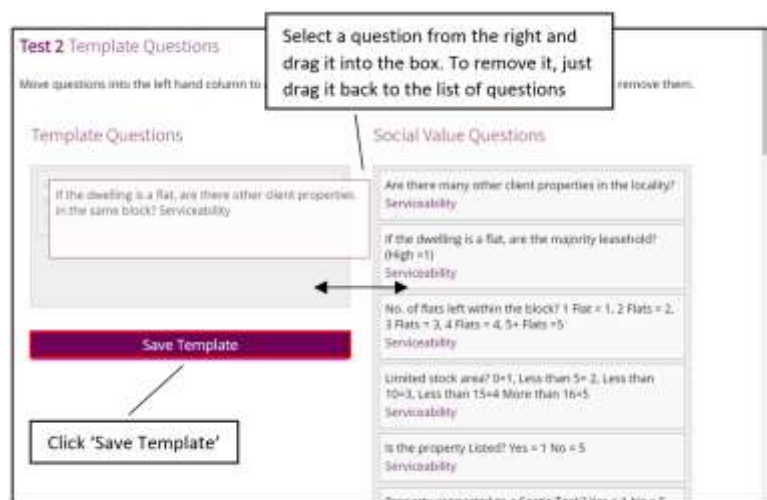 Test 2 Template Questions
Select a question from the right and
drag it into the box. To remove it, just
drag it back to the list of questions
Move questions into the left hand column to
remove them.
Template Questions
If the dwelling is a flat, are there other client properties
in the same block? Serviceability
Save Template
Click ‘Save Template’
Social Value Questions
Are there many other client properties in the locality?
Serviceability
If the dwelling is a flat, are the majority leasehold?
(High =1)
Serviceability
No. of flats left within the block? 1 Flat = 1, 2 Flats = 2,
3 Flats = 3, 4 Flats = 4, 5+ Flats =5
Serviceability
Limited stock area? 0=1, Less than 5= 2, Less than
10=3, Less than 15=4 More than 16=5
Serviceability
Is the property Listed? Yes = 1 No = 5
Serviceability